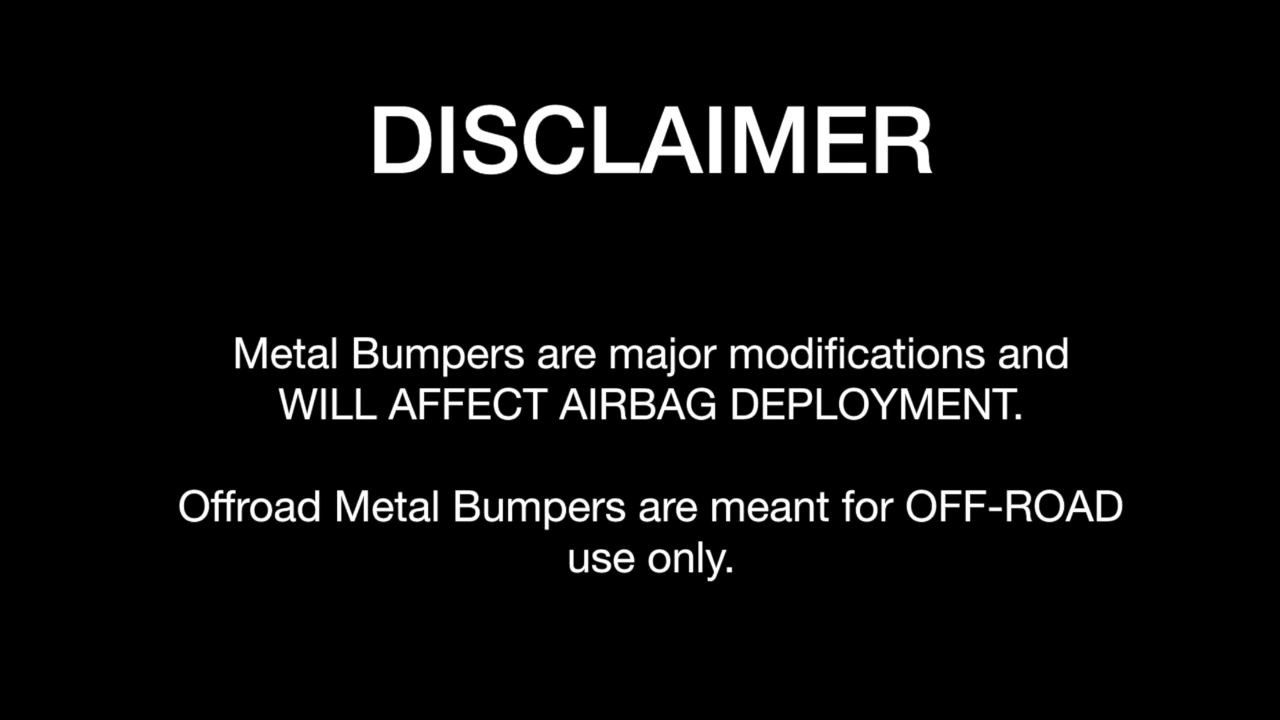 DISCLAIMER
Metal Bumpers are major modifications and
WILL AFFECT AIRBAG DEPLOYMENT.
Offroad Metal Bumpers are meant for OFF-ROAD
use only.